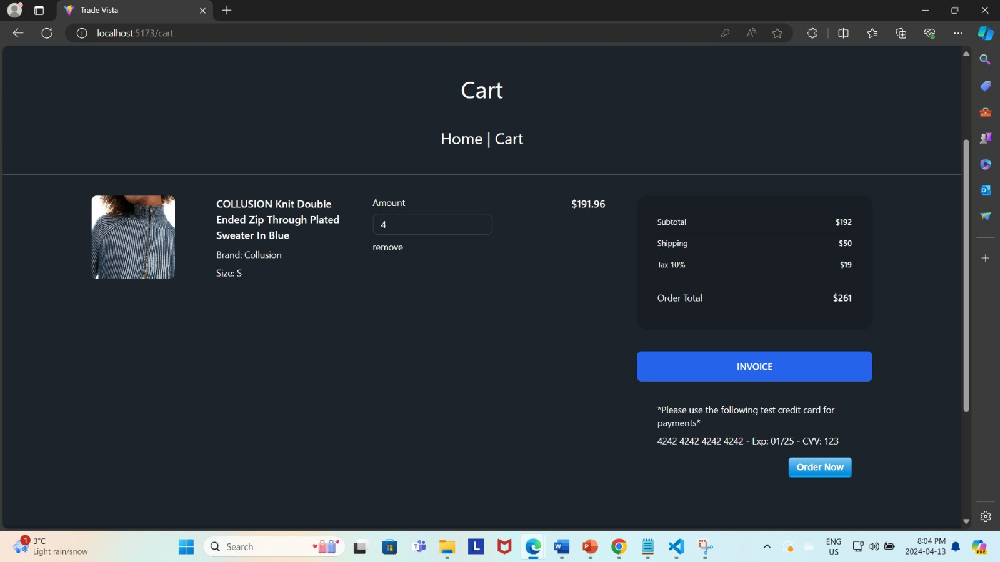 Trade Vista
localhost:5173/cart
Cart
Home | Cart
COLLUSION Knit Double
Ended Zip Through Plated
Sweater In Blue
Brand: Collusion
Size: S
Amount
4
remove
$191.96
Subtotal $192
Shipping $50
Tax 10% $19
Order Total $261
INVOICE
*Please use the following test credit card for
payments*
4242 4242 4242 4242 - Exp: 01/25 - CVV: 123
Order Now
1
3°C
Light rain/snow
Search
ENG
US
8:04 PM
2024-04-13
PRE